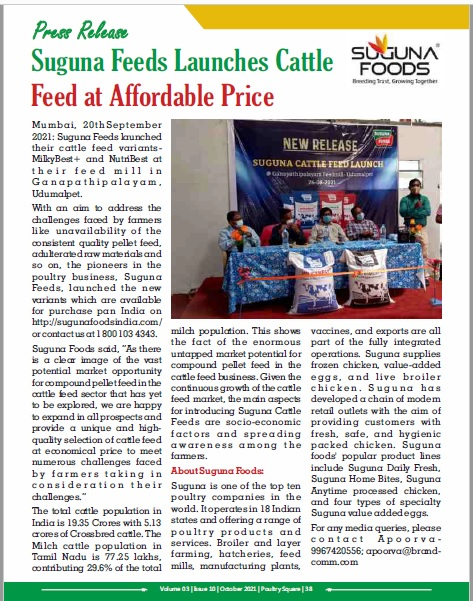 Press Release
Suguna Feeds Launches Cattle
Feed at Affordable Price
SUGUNA
FOODS
Breeding Trust, Growing Together
Mumbai, 20thSeptember
2021: Suguna Feeds launched
their cattle feed variants-
MilkyBest+ and NutriBest at
their feed mill in
Ganapathipalayam,
Udumalpet.
With an aim to address the
challenges faced by farmers
like unavailability of the
consistent quality pellet feed,
adulterated raw materials and
so on, the pioneers in the
poultry business, Suguna
Feeds, launched the new
variants which are available
for purchase pan India on
http://sugunafoodsindia.com/
or contact us at 1800 103 4343.
Suguna Foods said, "As there
is a clear image of the vast
potential market opportunity
for compound pellet feed in the
cattle feed sector that has yet
to be explored, we are happy
to expand in all prospects and
provide a unique and high-
quality selection of cattle feed
at economical price to meet
numerous challenges faced
by farmers taking in
consideration their
challenges."
The total cattle population in
India is 19.35 Crores with 5.13
crores of Crossbred cattle. The
Milch cattle population in
Tamil Nadu is 77.25 lakhs,
contributing 29.6% of the total
NEW RELEASE
SUGUNA CATTLE FEED LAUNCH
@ Ganapathipalayam Feedmill- Udumalpet
26-08-2021
milch population. This shows
the fact of the enormous
untapped market potential for
compound pellet feed in the
cattle feed business. Given the
continuous growth of the cattle
feed market, the main aspects
for introducing Suguna Cattle
Feeds are socio-economic
factors and spreading
awareness among the
farmers.
About Suguna Foods:
Suguna is one of the top ten
poultry companies in the
world. It operates in 18 Indian
states and offering a range of
poultry products and
services. Broiler and layer
farming, hatcheries, feed
mills, manufacturing plants,
vaccines, and exports are all
part of the fully integrated
operations. Suguna supplies
frozen chicken, value-added
eggs, and live broiler
chicken. Suguna has
developed a chain of modern
retail outlets with the aim of
providing customers with
fresh, safe, and hygienic
packed chicken. Suguna
foods' popular product lines
include Suguna Daily Fresh,
Suguna Home Bites, Suguna
Anytime processed chicken,
and four types of specialty
Suguna value added eggs.
For any media queries, please
contact Apoorva-
9967420556; apoorva@brand-
comm.com
Volume 03 | Issue 10 | October 2021 | Poultry Square | 38